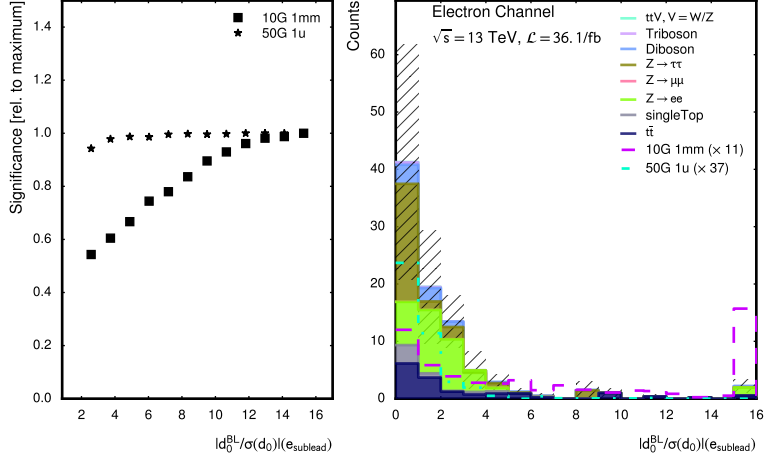 Significance [rel. to maximum]
1.4
1.2
1.0
0.8
0.6
0.4
0.2
0.0
10G 1mm
50G 1u
2 4 6 8 10 12 14 16
|d₀ᴮᴸ/σ(d₀)|(e_sublead)
Counts
60
50
40
30
20
10
0
Electron Channel
√s = 13 TeV, ℒ = 36.1/fb
ttV, V = W/Z
Triboson
Diboson
Z → ττ
Z → μμ
Z → ee
singleTop
tt̄
10G 1mm (× 11)
50G 1u (× 37)
0 2 4 6 8 10 12 14 16
|d₀ᴮᴸ/σ(d₀)|(e_sublead)